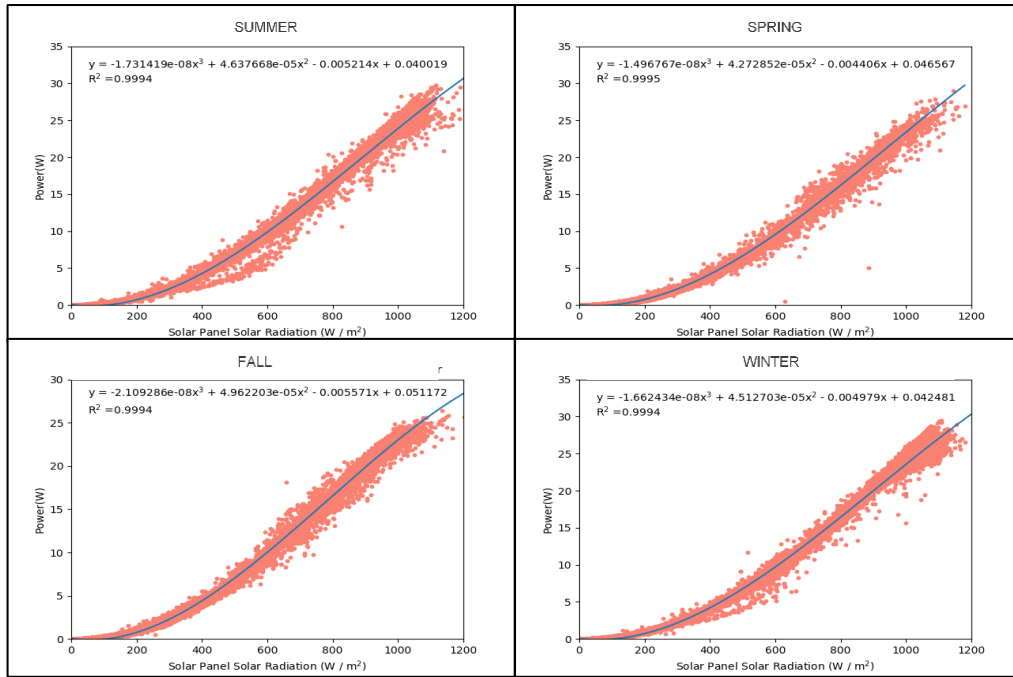 SUMMER
y = -1.731419e-08x³ + 4.637668e-05x² - 0.005214x + 0.040019
R² = 0.9994
Power(W)
35
30
25
20
15
10
5
0
0 200 400 600 800 1000 1200
Solar Panel Solar Radiation (W / m²)
SPRING
y = -1.496767e-08x³ + 4.272852e-05x² - 0.004406x + 0.046567
R² = 0.9995
Power(W)
35
30
25
20
15
10
5
0
0 200 400 600 800 1000 1200
Solar Panel Solar Radiation (W / m²)
FALL
r
y = -2.109286e-08x³ + 4.962203e-05x² - 0.005571x + 0.051172
R² = 0.9994
Power(W)
30
25
20
15
10
5
0
0 200 400 600 800 1000 1200
Solar Panel Solar Radiation (W / m²)
WINTER
y = -1.662434e-08x³ + 4.512703e-05x² - 0.004979x + 0.042481
R² = 0.9994
Power(W)
35
30
25
20
15
10
5
0
0 200 400 600 800 1000 1200
Solar Panel Solar Radiation (W / m²)